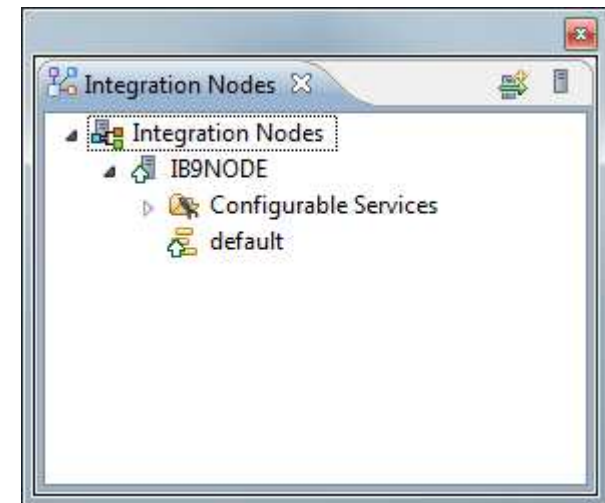 Integration Nodes
Integration Nodes
IB9NODE
Configurable Services
default